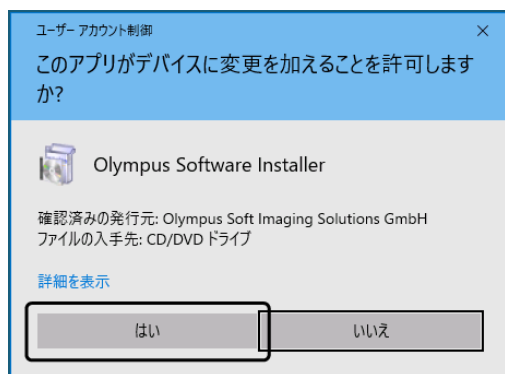 ユーザー アカウント制御
このアプリがデバイスに変更を加えることを許可します
か?
Olympus Software Installer
確認済みの発行元: Olympus Soft Imaging Solutions GmbH
ファイルの入手先: CD/DVD ドライブ
詳細を表示
はい
いいえ